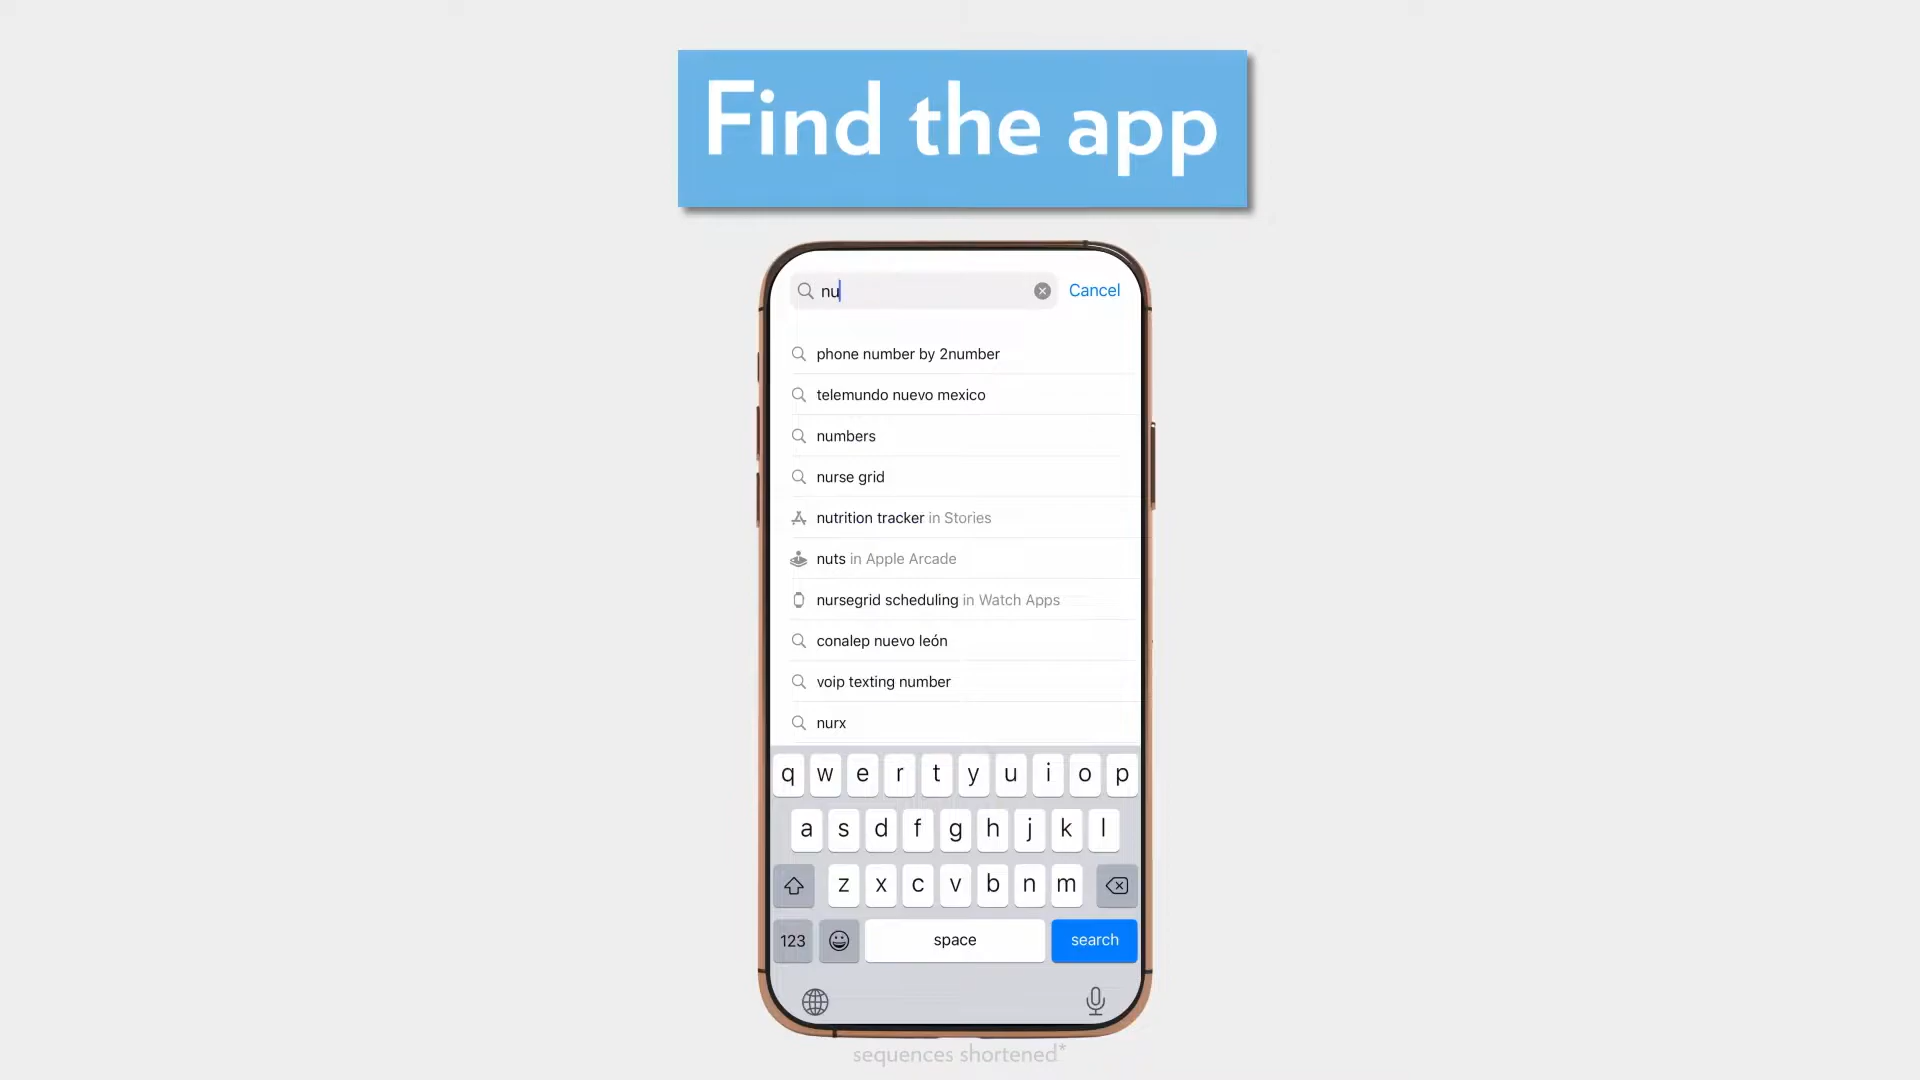 Find the app
nu
Cancel
phone number by 2number
telemundo nuevo mexico
numbers
nurse grid
nutrition tracker in Stories
nuts in Apple Arcade
nursegrid scheduling in Watch Apps
conalep nuevo león
voip texting number
nurx
q w e r t y u i o p
a s d f g h j k l
z x c v b n m
123 space search
sequences shortened*